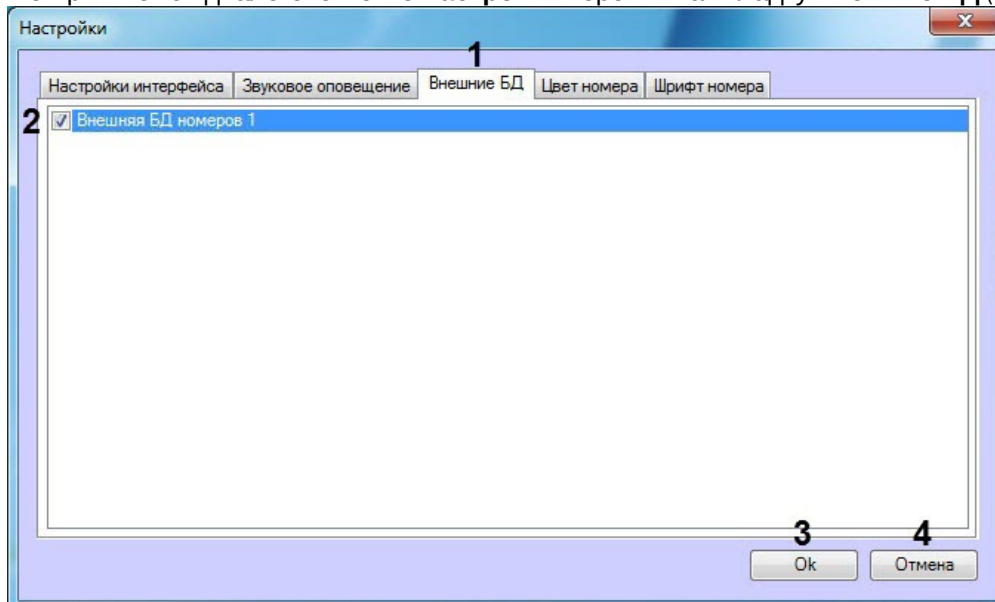 Настройки
1
Настройки интерфейса Звуковое оповещение Внешние БД Цвет номера Шрифт номера
2 Внешняя БД номеров 1
3 4
Ok Отмена